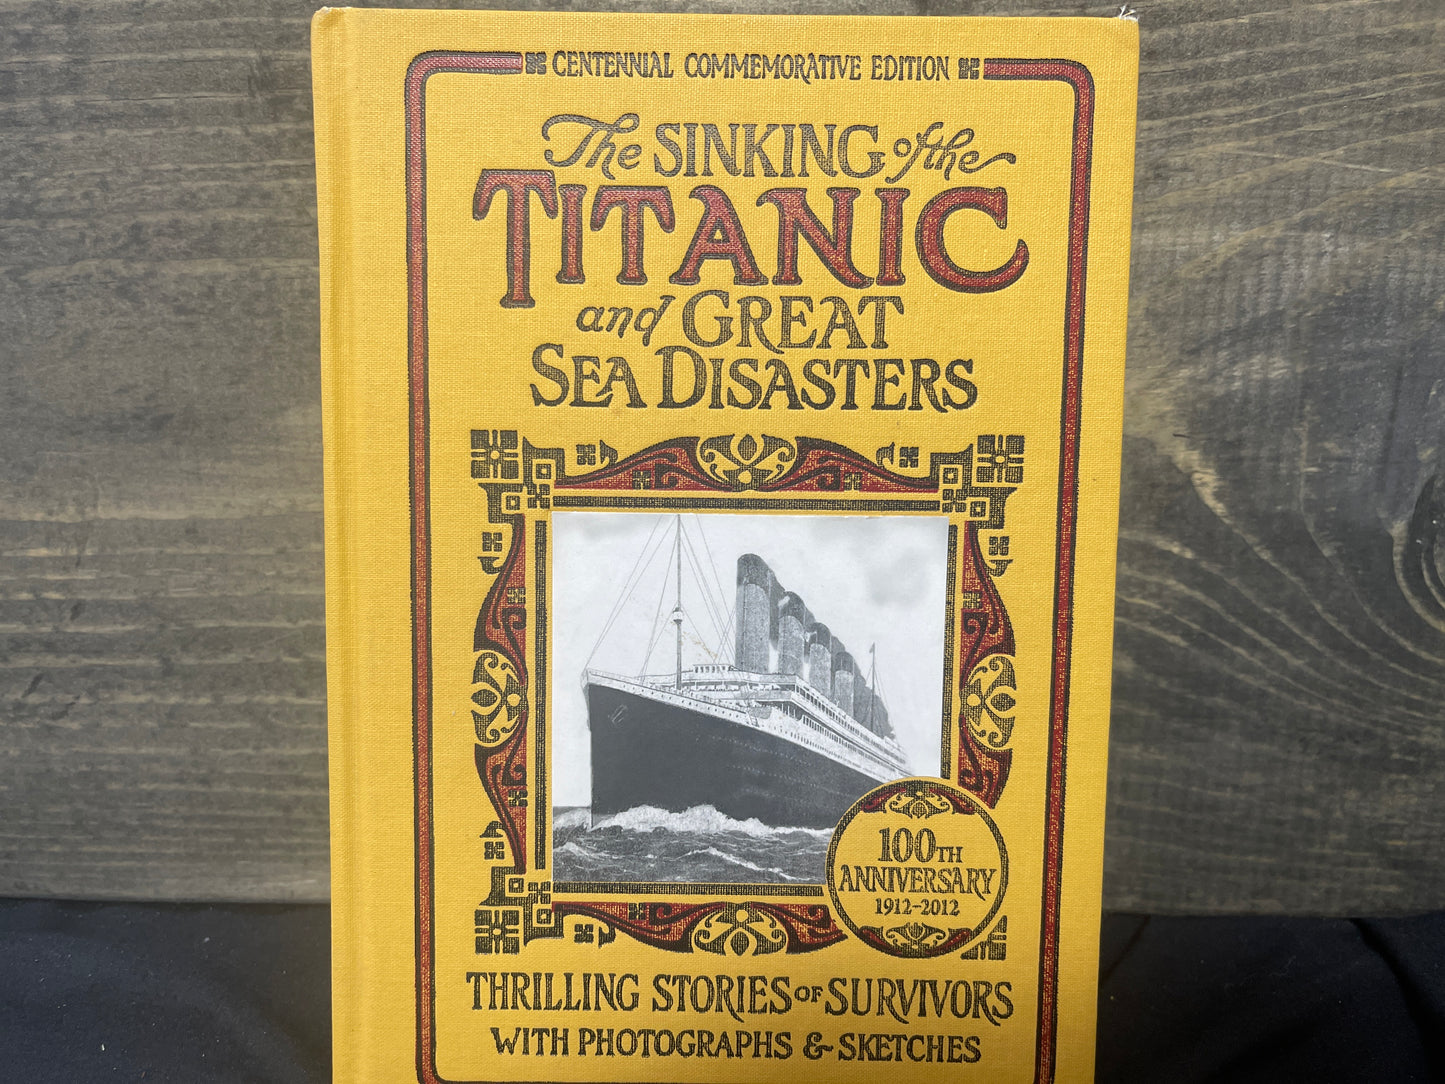 CENTENNIAL COMMEMORATIVE EDITION
The SINKING of the
TITANIC
and GREAT
SEA DISASTERS
100TH
ANNIVERSARY
1912-2012
THRILLING STORIES OF SURVIVORS
WITH PHOTOGRAPHS & SKETCHES